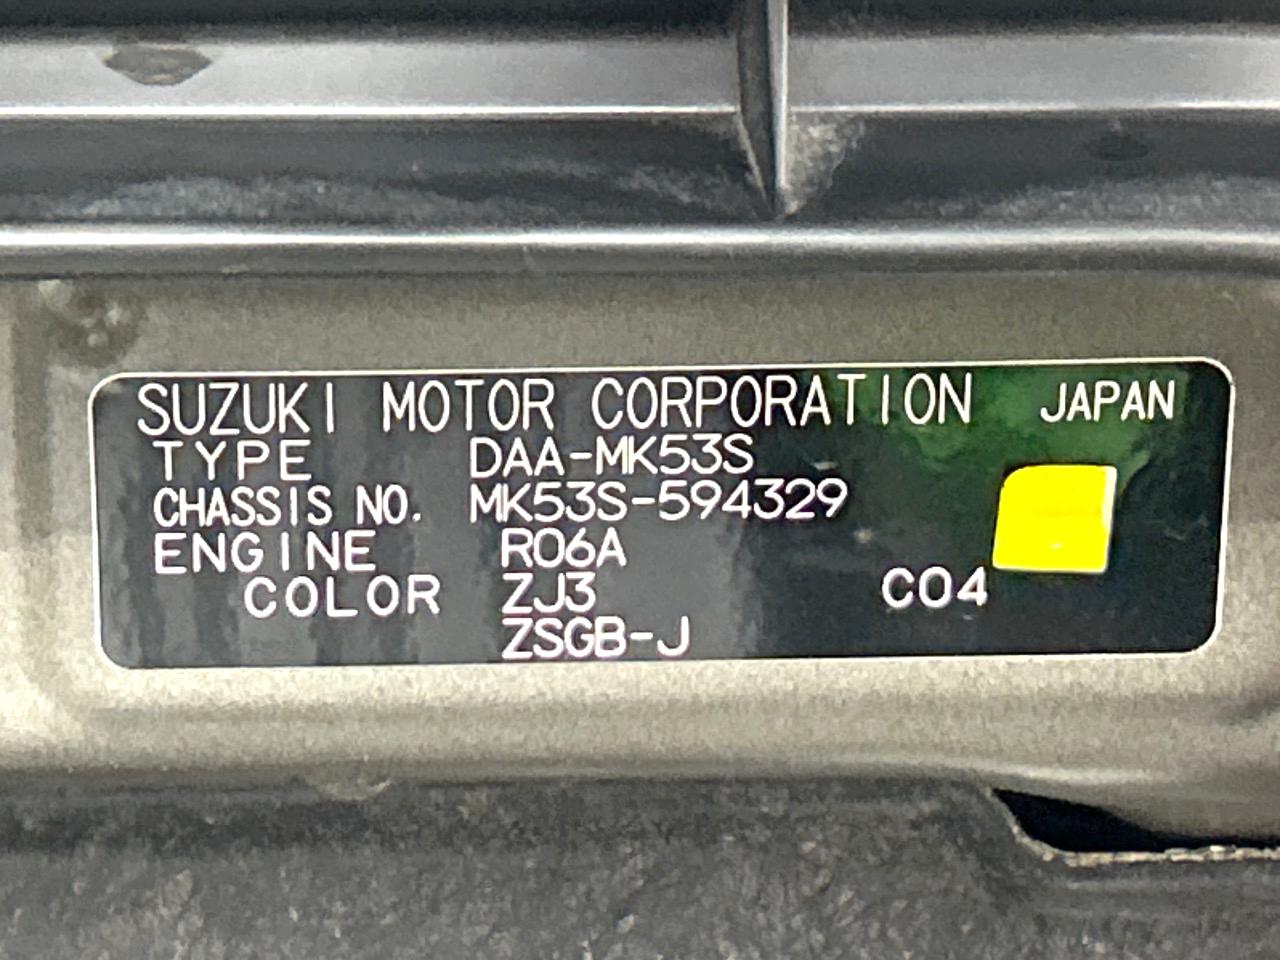 SUZUKI MOTOR CORPORATION JAPAN
TYPE DAA-MK53S
CHASSIS NO. MK53S-594329
ENGINE R06A
COLOR ZJ3 C04
ZSGB-J